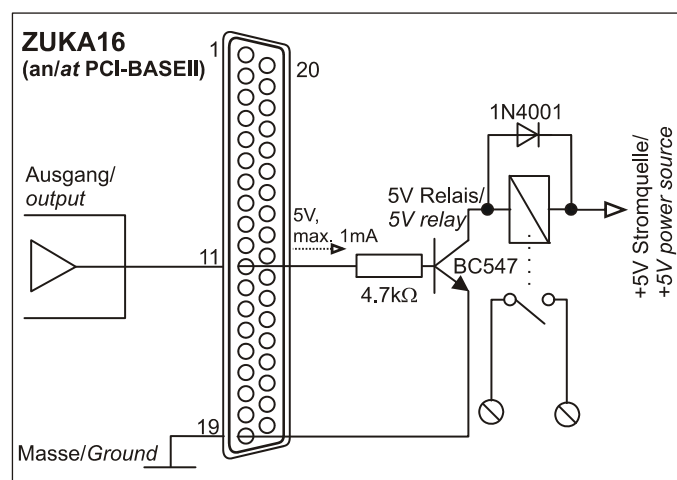 ZUKA16
(an/at PCI-BASEII)
1
20
1N4001
Ausgang/
output
5V Relais/
5V relay
+5V Stromquelle/
+5V power source
5V,
max. 1mA
11
BC547
4.7kΩ
19
Masse/Ground